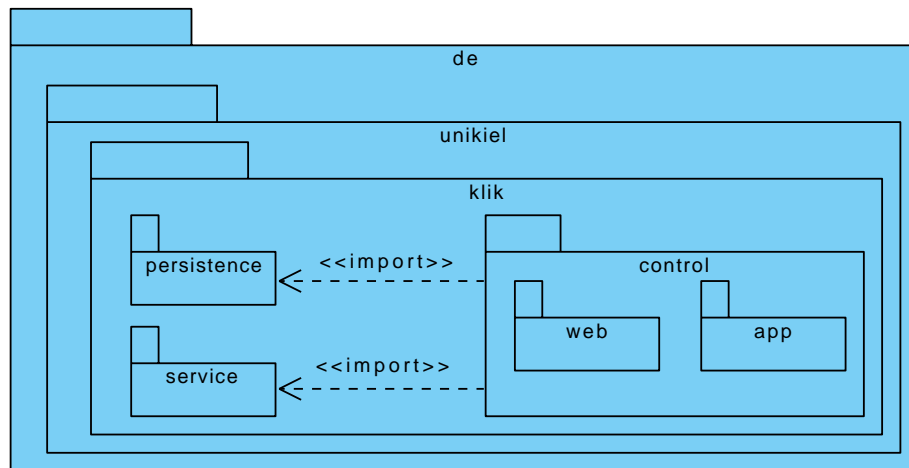 de
unikiel
klik
persistence
<<import>>
control
web
app
service
<<import>>